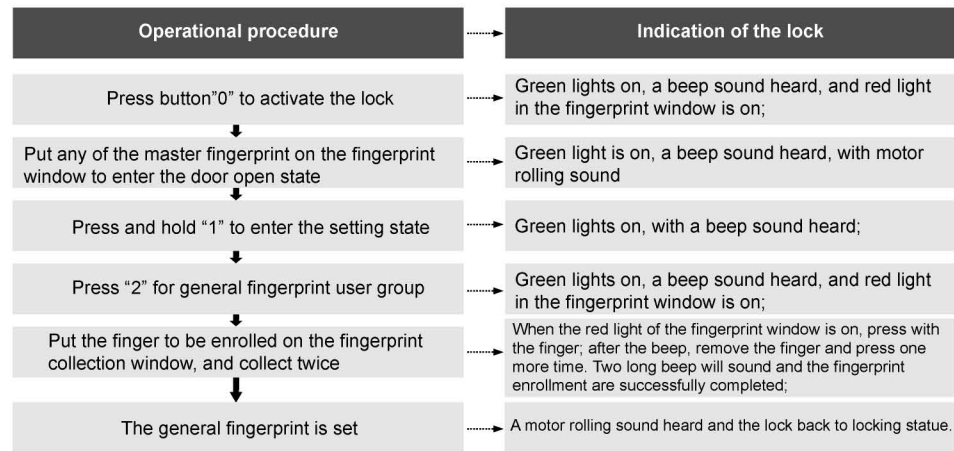 Operational procedure
Indication of the lock
Press button”0” to activate the lock
Green lights on, a beep sound heard, and red light
in the fingerprint window is on;
Put any of the master fingerprint on the fingerprint
window to enter the door open state
Green light is on, a beep sound heard, with motor
rolling sound
Press and hold “1” to enter the setting state
Green lights on, with a beep sound heard;
Press “2” for general fingerprint user group
Green lights on, a beep sound heard, and red light
in the fingerprint window is on;
Put the finger to be enrolled on the fingerprint
collection window, and collect twice
When the red light of the fingerprint window is on, press with
the finger; after the beep, remove the finger and press one
more time. Two long beep will sound and the fingerprint
enrollment are successfully completed;
The general fingerprint is set
A motor rolling sound heard and the lock back to locking statue.